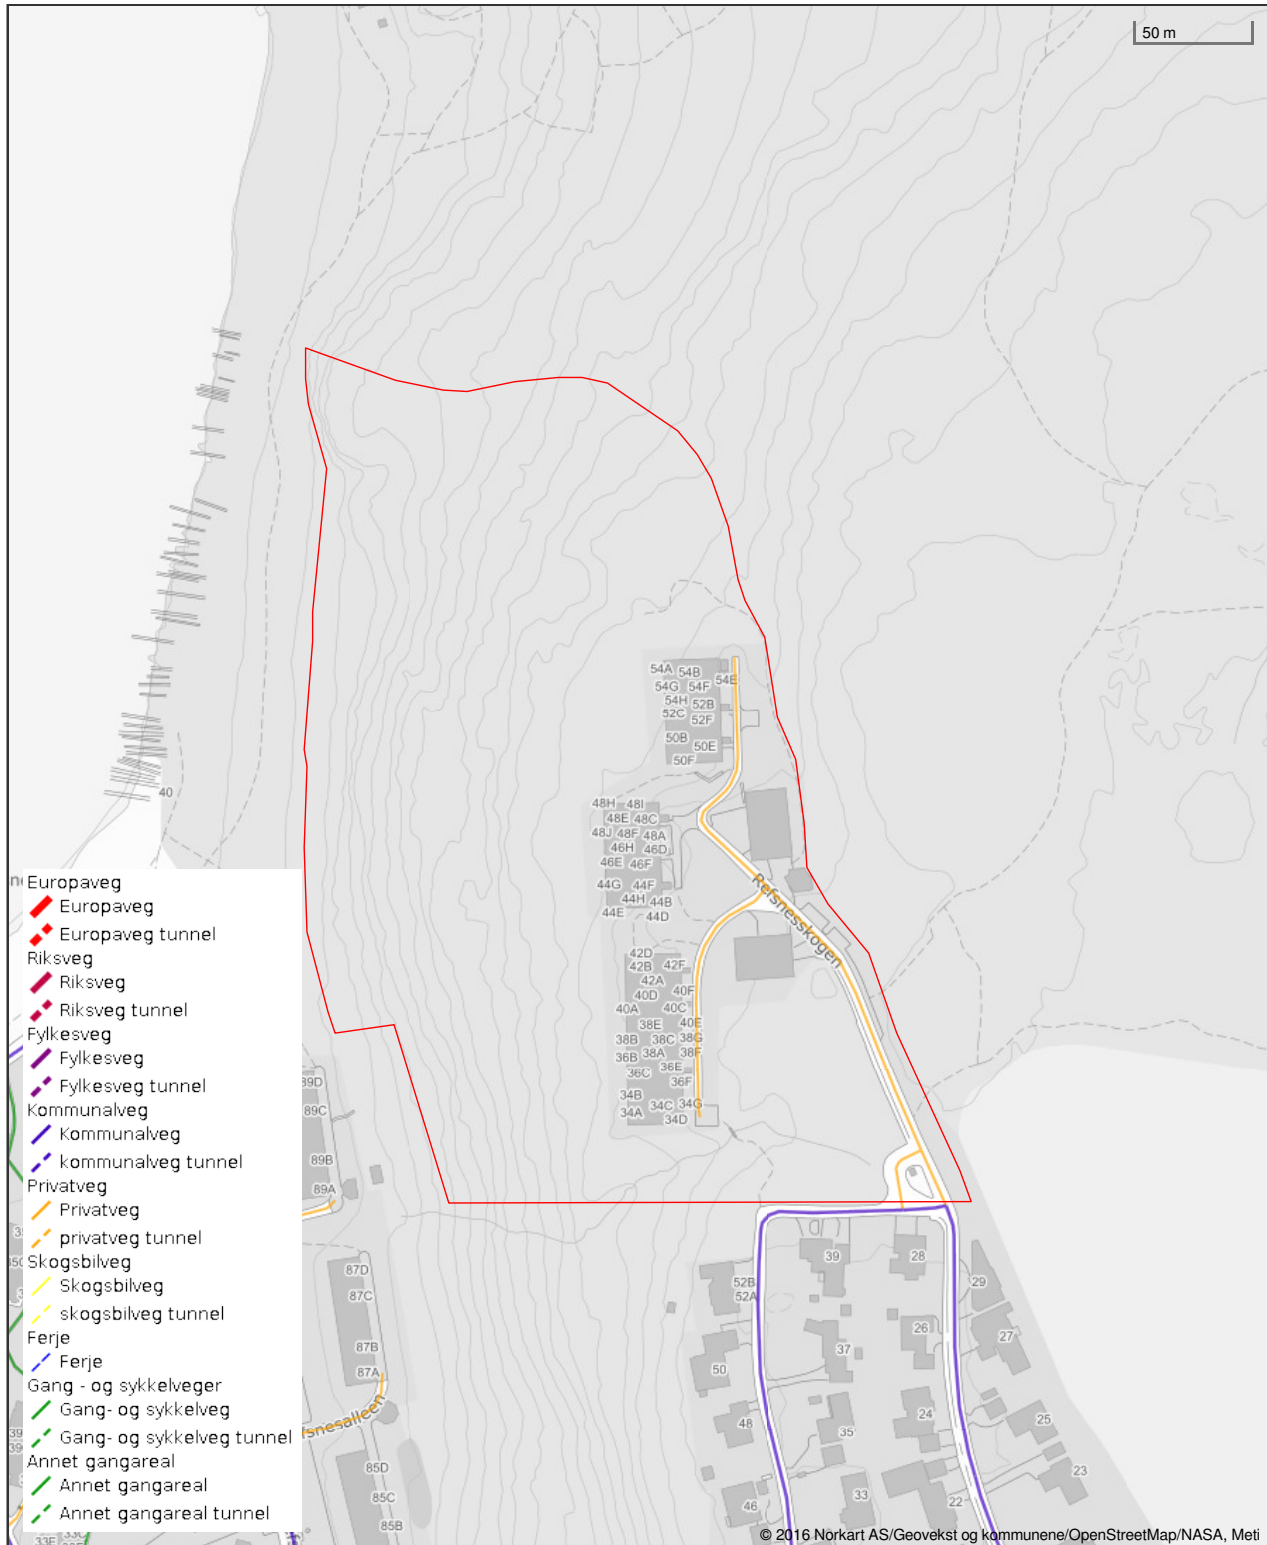 50 m
54A 54B
54G 54F 54E
54H 52B
52C 52F
50B
50E
50F
40
48H 48I
48E 48C
48J 48F 48A
46H 46D
46E 46F
44G 44F
44H 44B
44E 44D
Refsnesskogen
42D
42B 42F
42A
40D 40F
40A 40C
38E 40E
38B 38C 38G
36B 38A 38F
36C 36E
36F
34B
34A 34C 34G
34D
89D
89C
89B
89A
87D
87C
87B
87A
fsnesalleen
85D
85C
85B
39
28
29
52B
52A
26
27
37
50
24
25
48
35
23
33
22
46
33E
Europaveg
Europaveg
Europaveg tunnel
Riksveg
Riksveg
Riksveg tunnel
Fylkesveg
Fylkesveg
Fylkesveg tunnel
Kommunalveg
Kommunalveg
kommunalveg tunnel
Privatveg
Privatveg
privatveg tunnel
Skogsbilveg
Skogsbilveg
skogsbilveg tunnel
Ferje
Ferje
Gang - og sykkelveger
Gang- og sykkelveg
Gang- og sykkelveg tunnel
Annet gangareal
Annet gangareal
Annet gangareal tunnel
© 2016 Norkart AS/Geovekst og kommunene/OpenStreetMap/NASA, Meti